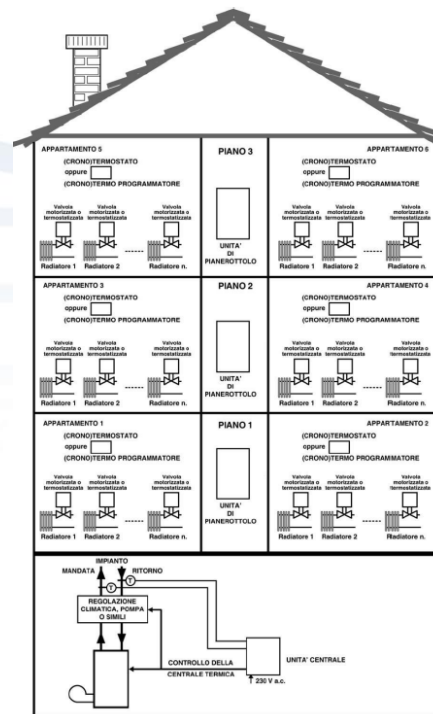 APPARTAMENTO 5
(CRONO)TERMOSTATO
oppure
(CRONO)TERMO PROGRAMMATORE
Valvola
motorizzata o
termostatizzata
Valvola
motorizzata o
termostatizzata
Valvola
motorizzata o
termostatizzata
Radiatore 1
Radiatore 2
Radiatore n.
PIANO 3
UNITA'
DI
PIANEROTTOLO
APPARTAMENTO 6
(CRONO)TERMOSTATO
oppure
(CRONO)TERMO PROGRAMMATORE
Valvola
motorizzata o
termostatizzata
Valvola
motorizzata o
termostatizzata
Valvola
motorizzata o
termostatizzata
Radiatore 1
Radiatore 2
Radiatore n.
APPARTAMENTO 3
(CRONO)TERMOSTATO
oppure
(CRONO)TERMO PROGRAMMATORE
Valvola
motorizzata o
termostatizzata
Valvola
motorizzata o
termostatizzata
Valvola
motorizzata o
termostatizzata
Radiatore 1
Radiatore 2
Radiatore n.
PIANO 2
UNITA'
DI
PIANEROTTOLO
APPARTAMENTO 4
(CRONO)TERMOSTATO
oppure
(CRONO)TERMO PROGRAMMATORE
Valvola
motorizzata o
termostatizzata
Valvola
motorizzata o
termostatizzata
Valvola
motorizzata o
termostatizzata
Radiatore 1
Radiatore 2
Radiatore n.
APPARTAMENTO 1
(CRONO)TERMOSTATO
oppure
(CRONO)TERMO PROGRAMMATORE
Valvola
motorizzata o
termostatizzata
Valvola
motorizzata o
termostatizzata
Valvola
motorizzata o
termostatizzata
Radiatore 1
Radiatore 2
Radiatore n.
PIANO 1
UNITA'
DI
PIANEROTTOLO
APPARTAMENTO 2
(CRONO)TERMOSTATO
oppure
(CRONO)TERMO PROGRAMMATORE
Valvola
motorizzata o
termostatizzata
Valvola
motorizzata o
termostatizzata
Valvola
motorizzata o
termostatizzata
Radiatore 1
Radiatore 2
Radiatore n.
IMPIANTO
MANDATA
RITORNO
T
T
REGOLAZIONE
CLIMATICA, POMPA
O SIMILI
CONTROLLO DELLA
CENTRALE TERMICA
UNITA' CENTRALE
230 V a.c.